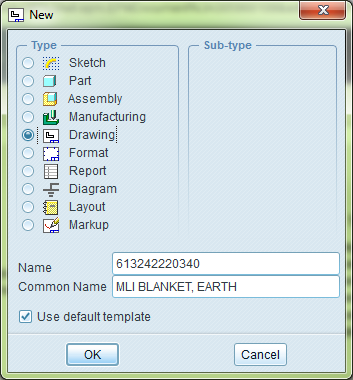 New
Type
Sub-type
Sketch
Part
Assembly
Manufacturing
Drawing
Format
Report
Diagram
Layout
Markup
Name 613242220340
Common Name MLI BLANKET, EARTH
Use default template
OK Cancel